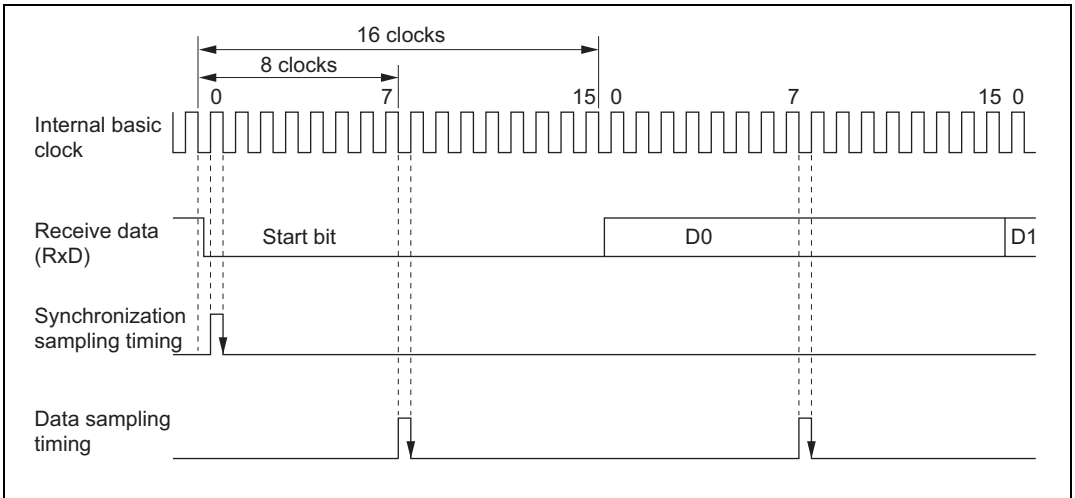 16 clocks
8 clocks
0 7 15 0 7 15 0
Internal basic
clock
Receive data
(RxD)
Start bit D0 D1
Synchronization
sampling timing
Data sampling
timing